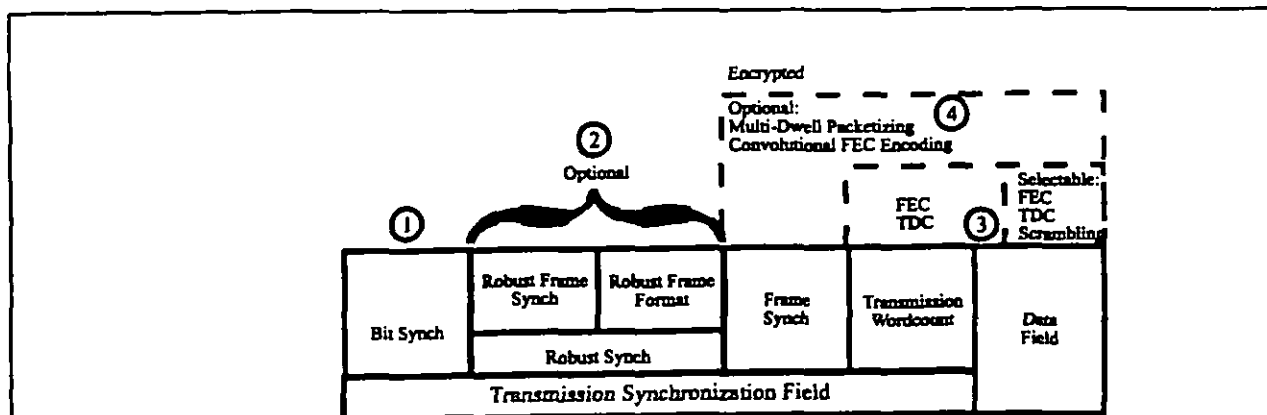 Encrypted
Optional:
Multi-Dwell Packetizing
Convolutional FEC Encoding
4
2
Optional
1
FEC
TDC
3
Selectable:
FEC
TDC
Scrambling
Bit Synch
Robust Frame
Synch
Robust Frame
Format
Robust Synch
Frame
Synch
Transmission
Wordcount
Data
Field
Transmission Synchronization Field